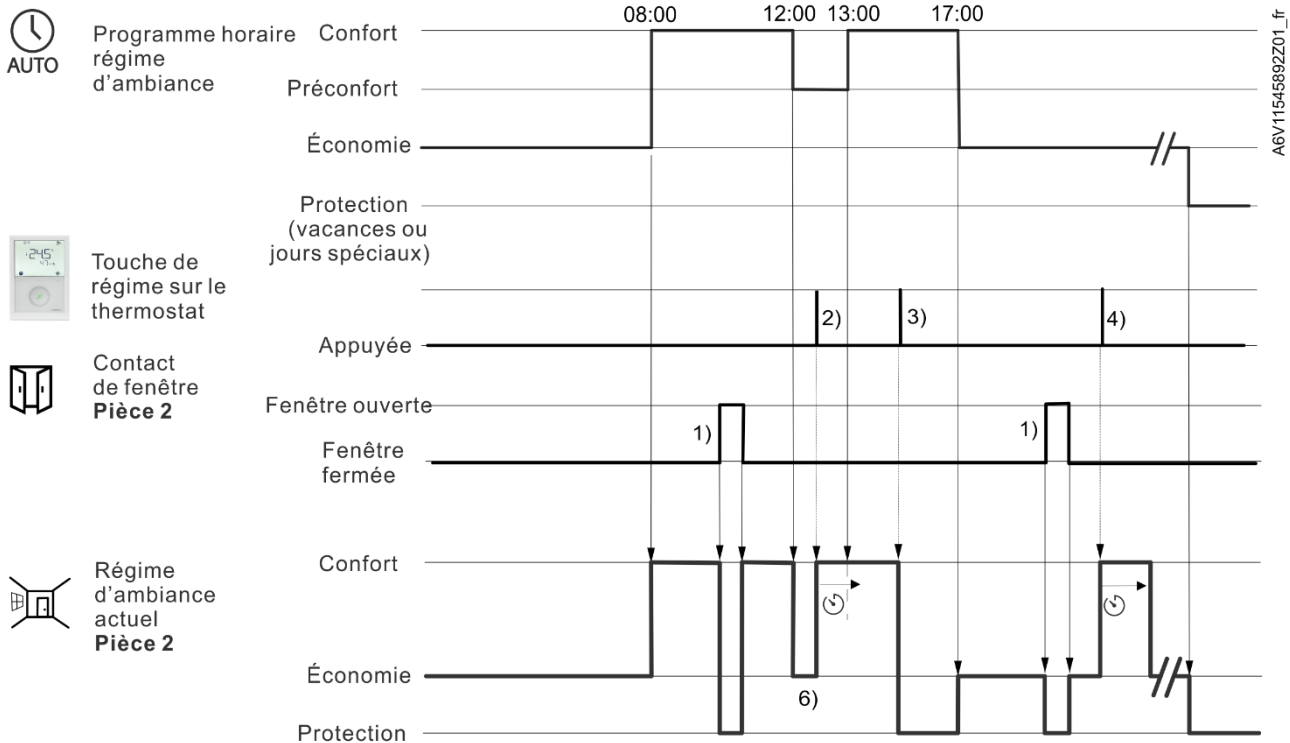 08:00 12:00 13:00 17:00
AUTO
Programme horaire
régime
d'ambiance
Confort
Préconfort
Économie
Protection
(vacances ou
jours spéciaux)
A6V11545892Z01_fr
Touche de
régime sur le
thermostat
2) 3) 4)
Appuyée
Contact
de fenêtre
Pièce 2
Fenêtre ouverte
1) 1)
Fenêtre
fermée
Régime
d'ambiance
actuel
Pièce 2
Confort
Économie
6)
Protection